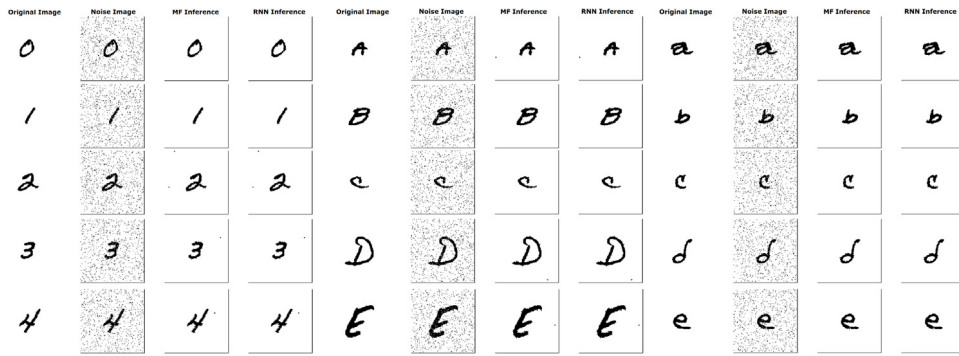 Original Image Noise Image MF Inference RNN Inference Original Image Noise Image MF Inference RNN Inference Original Image Noise Image MF Inference RNN Inference
0 0 0 0 A A A A a a a a
1 1 1 1 B B B B b b b b
2 2 2 2 C C C C c c c c
3 3 3 3 D D D D d d d d
4 4 4 4 E E E E e e e e